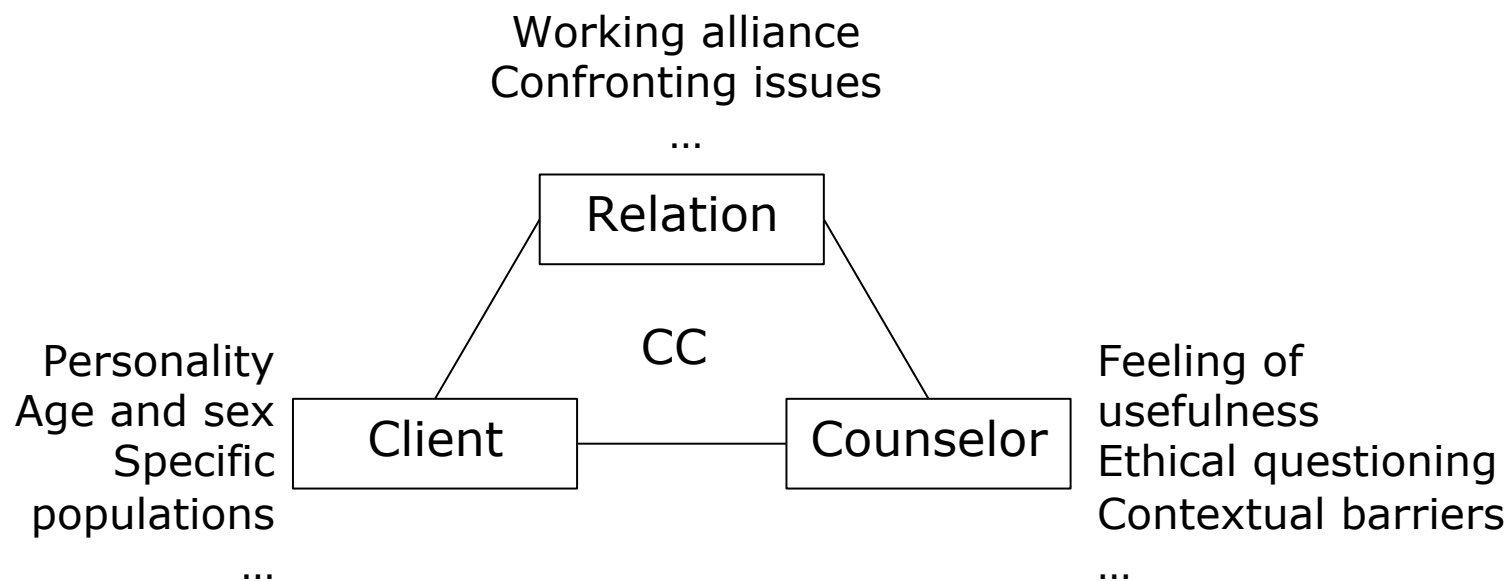 Working alliance
Confronting issues
...
Relation
CC
Personality
Age and sex
Specific
populations
...
Client
Counselor
Feeling of
usefulness
Ethical questioning
Contextual barriers
...